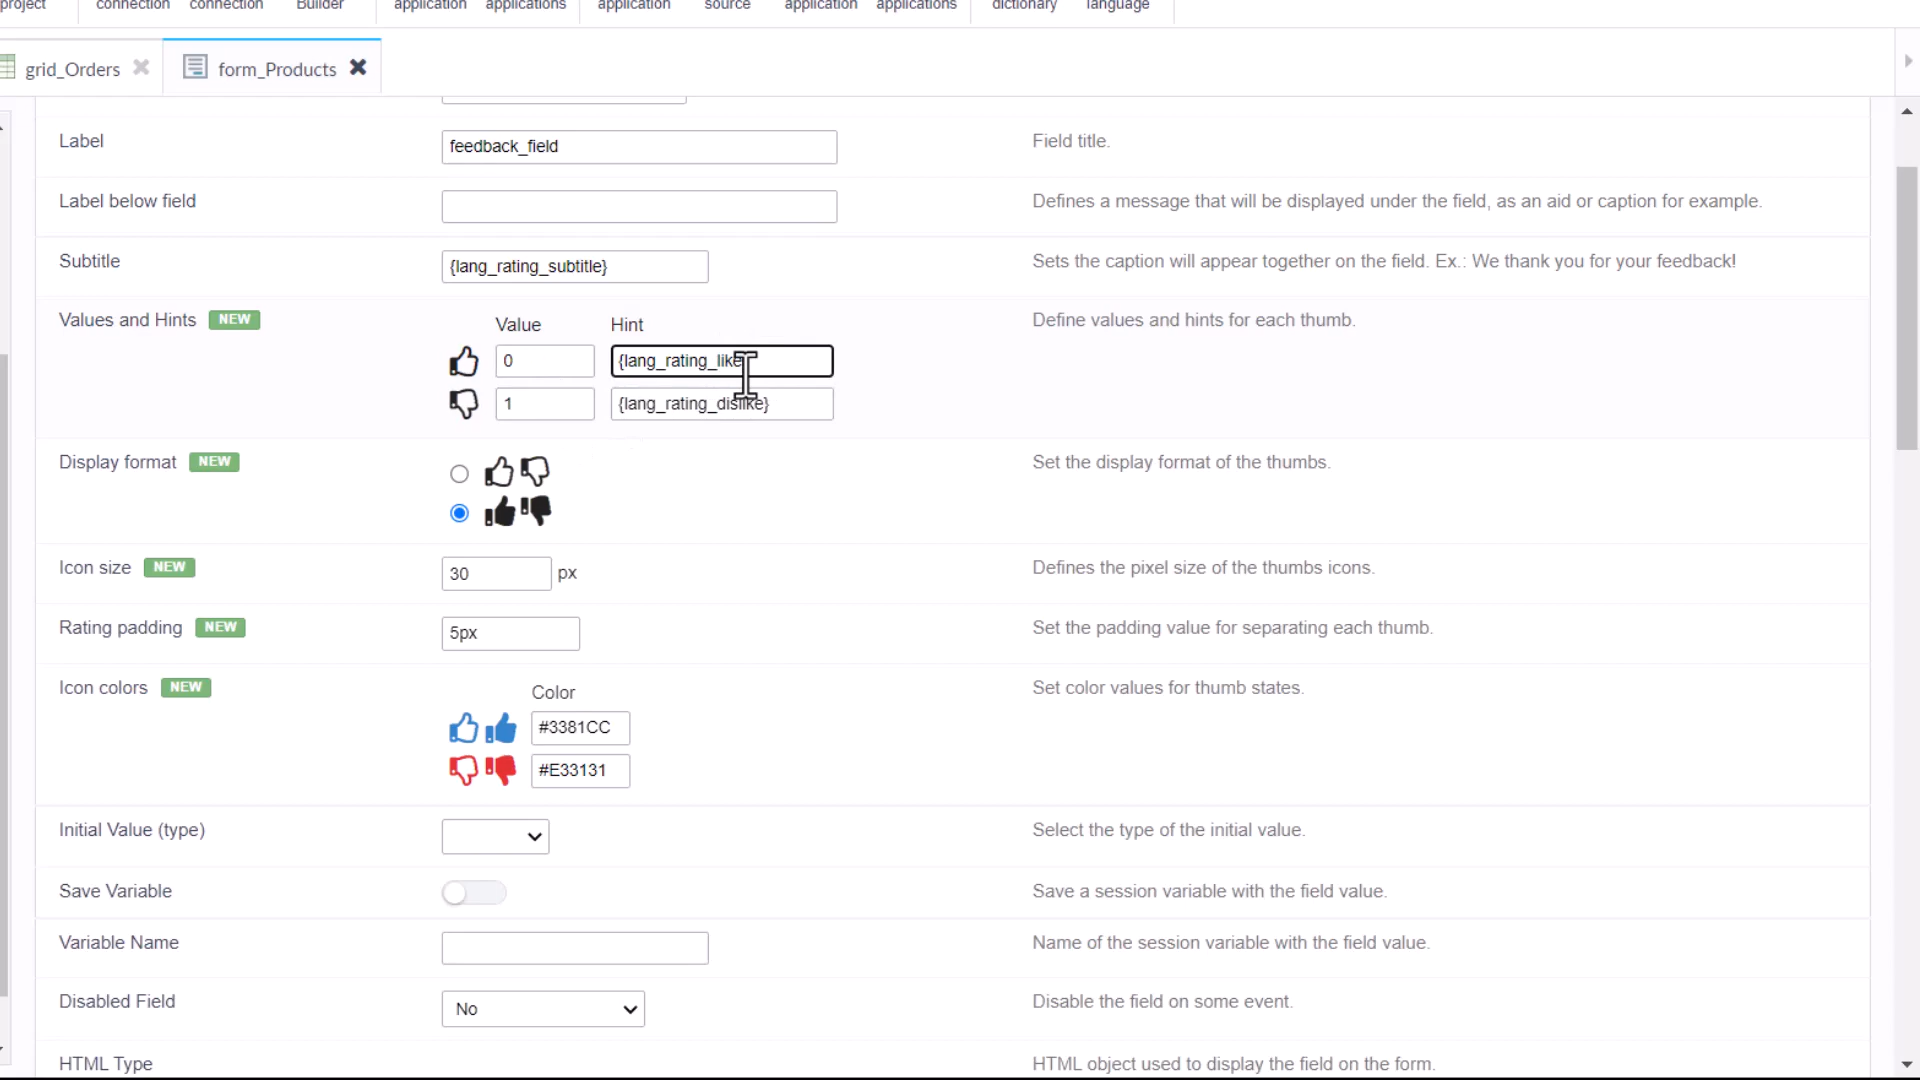 project connection connection Builder application applications application source application applications dictionary language
grid_Orders form_Products
Label feedback_field Field title.
Label below field Defines a message that will be displayed under the field, as an aid or caption for example.
Subtitle {lang_rating_subtitle} Sets the caption will appear together on the field. Ex.: We thank you for your feedback!
Values and Hints NEW Value Hint Define values and hints for each thumb.
0 {lang_rating_like
1 {lang_rating_dislike}
Display format NEW Set the display format of the thumbs.
Icon size NEW 30 px Defines the pixel size of the thumbs icons.
Rating padding NEW 5px Set the padding value for separating each thumb.
Icon colors NEW Color Set color values for thumb states.
#3381CC
#E33131
Initial Value (type) Select the type of the initial value.
Save Variable Save a session variable with the field value.
Variable Name Name of the session variable with the field value.
Disabled Field No Disable the field on some event.
HTML Type HTML object used to display the field on the form.